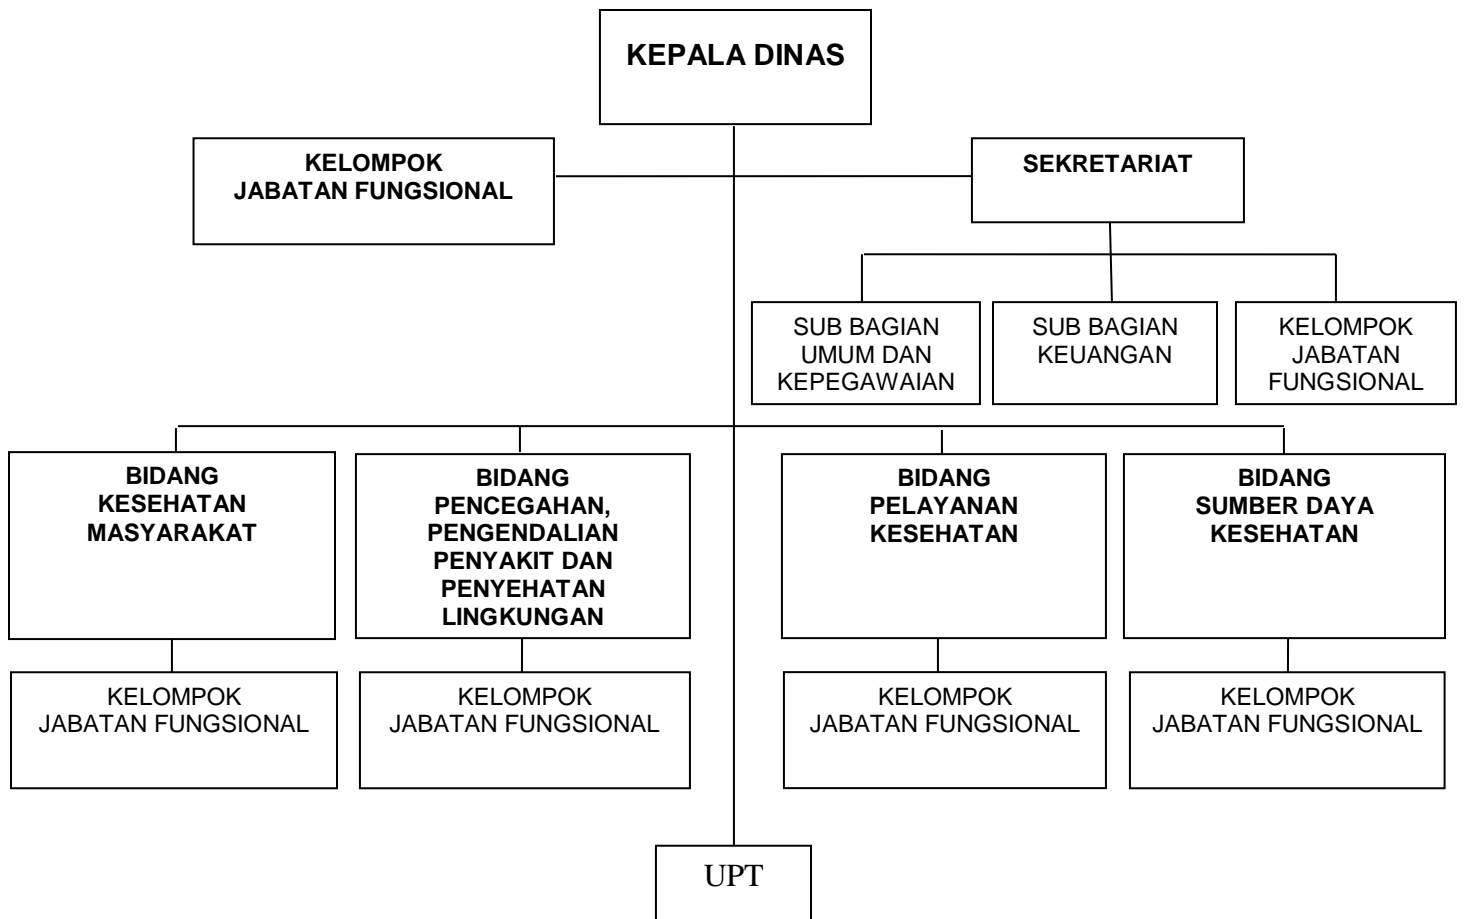 KEPALA DINAS
KELOMPOK
JABATAN FUNGSIONAL
SEKRETARIAT
SUB BAGIAN
UMUM DAN
KEPEGAWAIAN
SUB BAGIAN
KEUANGAN
KELOMPOK
JABATAN
FUNGSIONAL
BIDANG
KESEHATAN
MASYARAKAT
BIDANG
PENCEGAHAN,
PENGENDALIAN
PENYAKIT DAN
PENYEHATAN
LINGKUNGAN
BIDANG
PELAYANAN
KESEHATAN
BIDANG
SUMBER DAYA
KESEHATAN
KELOMPOK
JABATAN FUNGSIONAL
KELOMPOK
JABATAN FUNGSIONAL
KELOMPOK
JABATAN FUNGSIONAL
KELOMPOK
JABATAN FUNGSIONAL
UPT